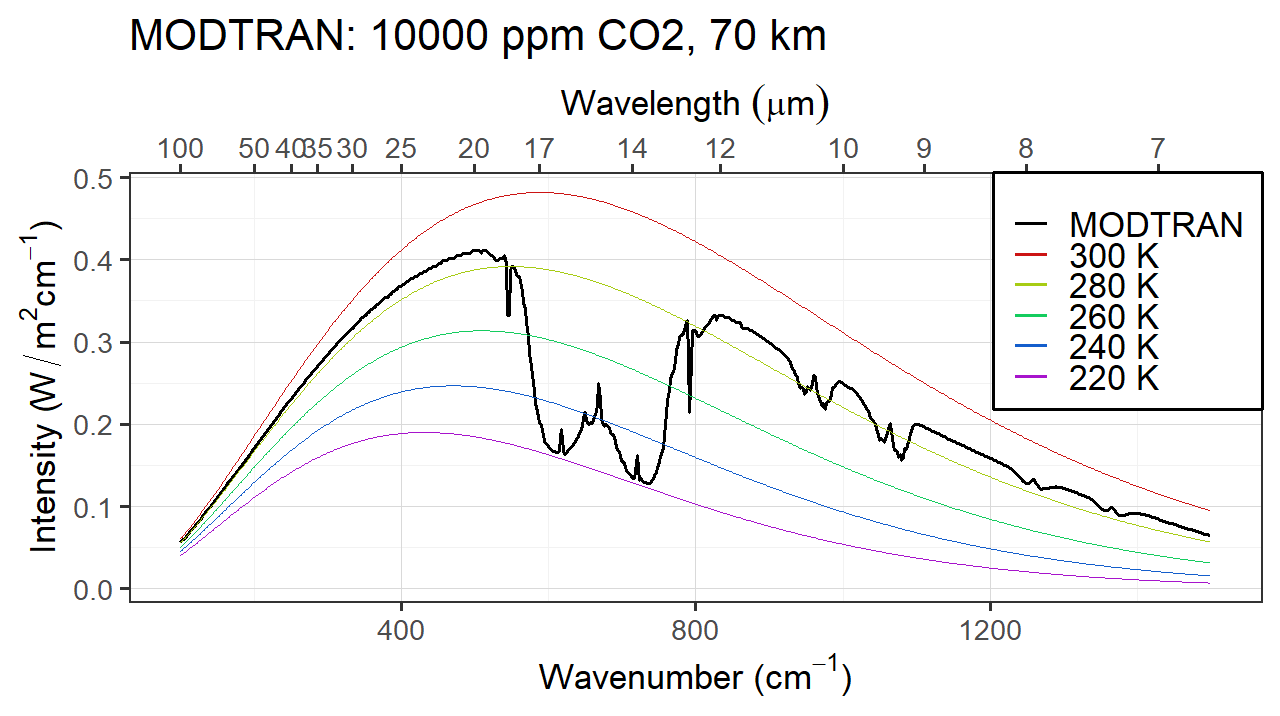 MODTRAN: 10000 ppm CO2, 70 km
Wavelength (μm)
100 50 40 35 30 25 20 17 14 12 10 9 8 7
0.5
0.4
0.3
0.2
0.1
0.0
Intensity (W / m²cm⁻¹)
MODTRAN
300 K
280 K
260 K
240 K
220 K
400 800 1200
Wavenumber (cm⁻¹)